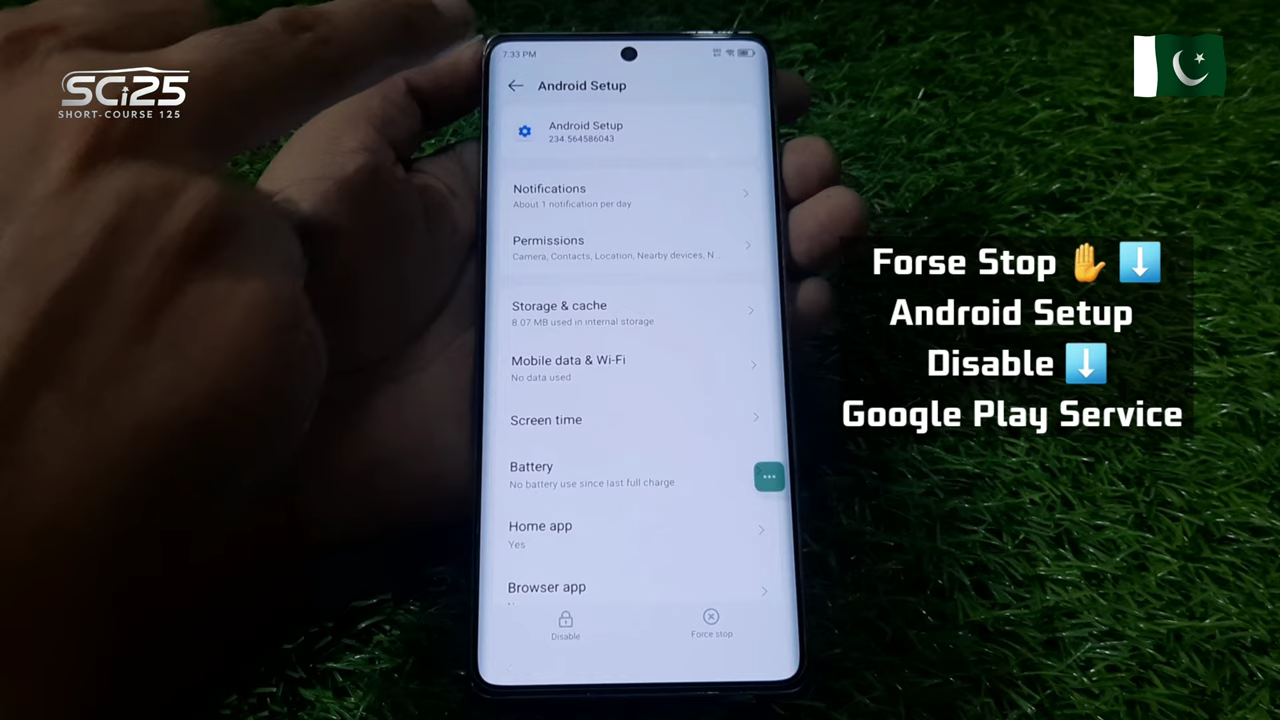 SCi25
SHORT-COURSE 125
7:33 PM
Android Setup
Android Setup
234.564586043
Notifications
About 1 notification per day
Permissions
Camera, Contacts, Location, Nearby devices, N...
Storage & cache
8.07 MB used in internal storage
Mobile data & Wi-Fi
No data used
Screen time
Battery
No battery use since last full charge
Home app
Yes
Browser app
Disable
Force stop
Forse Stop ✋ ⬇️
Android Setup
Disable ⬇️
Google Play Service